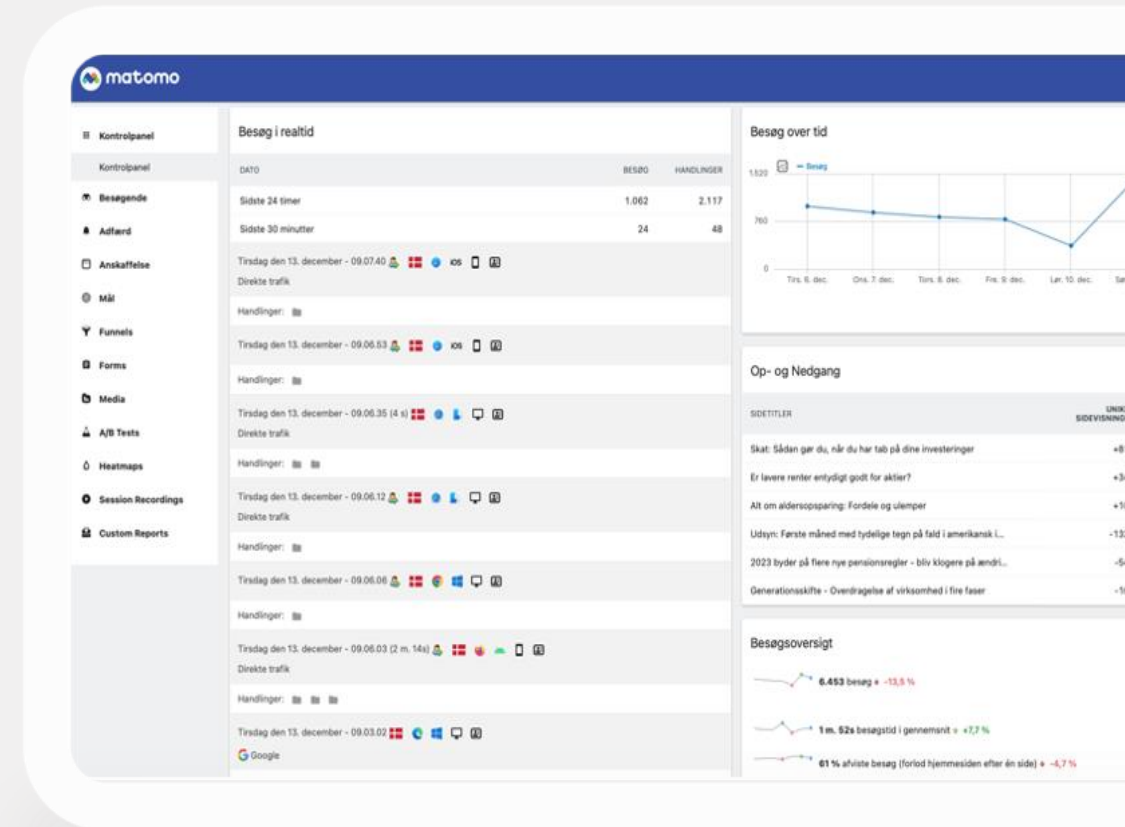 matomo
Kontrolpanel
Kontrolpanel
Besøgende
Adfærd
Anskaffelse
Mål
Funnels
Forms
Media
A/B Tests
Heatmaps
Session Recordings
Custom Reports
Besøg i realtid
DATO BESØG HANDLINGER
Sidste 24 timer 1.062 2.117
Sidste 30 minutter 24 48
Tirsdag den 13. december - 09.07.40 iOS
Direkte trafik
Handlinger:
Tirsdag den 13. december - 09.06.53 iOS
Handlinger:
Tirsdag den 13. december - 09.06.35 (4 s)
Direkte trafik
Handlinger:
Tirsdag den 13. december - 09.06.12
Direkte trafik
Handlinger:
Tirsdag den 13. december - 09.06.06
Handlinger:
Tirsdag den 13. december - 09.06.03 (2 m. 14s)
Direkte trafik
Handlinger:
Tirsdag den 13. december - 09.03.02
Google
Besøg over tid
Besøg
1.520
760
0
Tirs. 6. dec. Ons. 7. dec. Tors. 8. dec. Fre. 9. dec. Lør. 10. dec. Sø
Op- og Nedgang
SIDETITLER UNIK
SIDEVISNING
Skat: Sådan gør du, når du har tab på dine investeringer +8
Er lavere renter entydigt godt for aktier? +3
Alt om aldersopsparing: Fordele og ulemper +1
Udsyn: Første måned med tydelige tegn på fald i amerikansk i... -13
2023 byder på flere nye pensionsregler - bliv klogere på ændri... -5
Generationsskifte - Overdragelse af virksomhed i fire faser -1
Besøgsoversigt
6.453 besøg -13,5 %
1 m. 52s besøgstid i gennemsnit +7,7 %
61 % afviste besøg (forlod hjemmesiden efter én side) -4,7 %